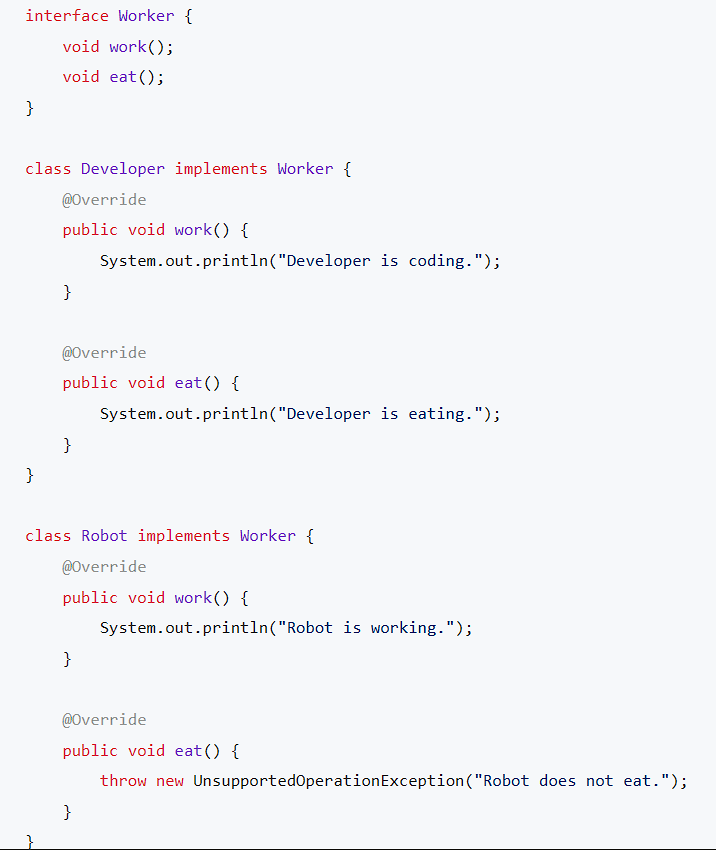 interface Worker {
    void work();
    void eat();
}

class Developer implements Worker {
    @Override
    public void work() {
        System.out.println("Developer is coding.");
    }

    @Override
    public void eat() {
        System.out.println("Developer is eating.");
    }
}

class Robot implements Worker {
    @Override
    public void work() {
        System.out.println("Robot is working.");
    }

    @Override
    public void eat() {
        throw new UnsupportedOperationException("Robot does not eat.");
    }
}